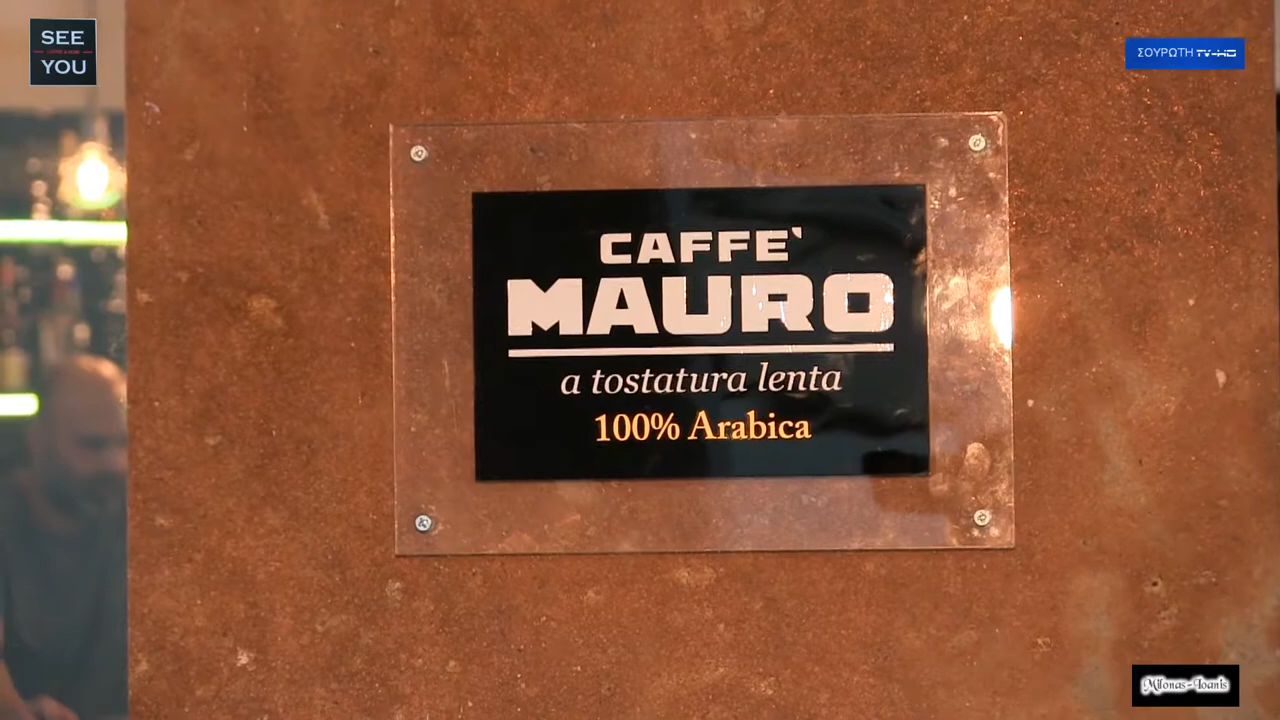 SEE
YOU
ΣΟΥΡΩΤΗ TV-HD
CAFFE`
MAURO
a tostatura lenta
100% Arabica
Milonas-Ioanis